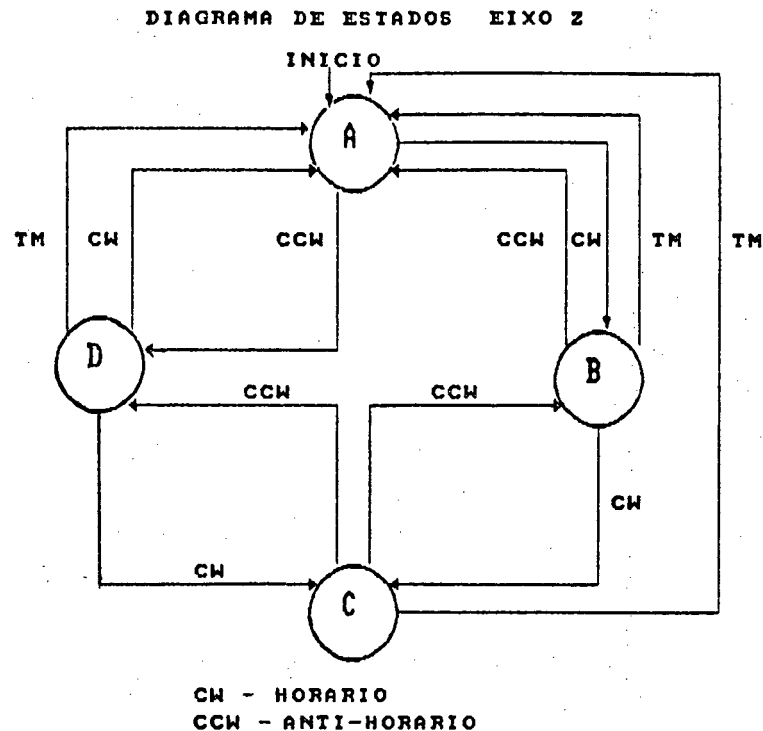 DIAGRAMA DE ESTADOS EIXO Z
INICIO
A
TM CW CCW CCW CW TM TM
D
B
CCW CCW
CW
CW
C
CW - HORARIO
CCW - ANTI-HORARIO